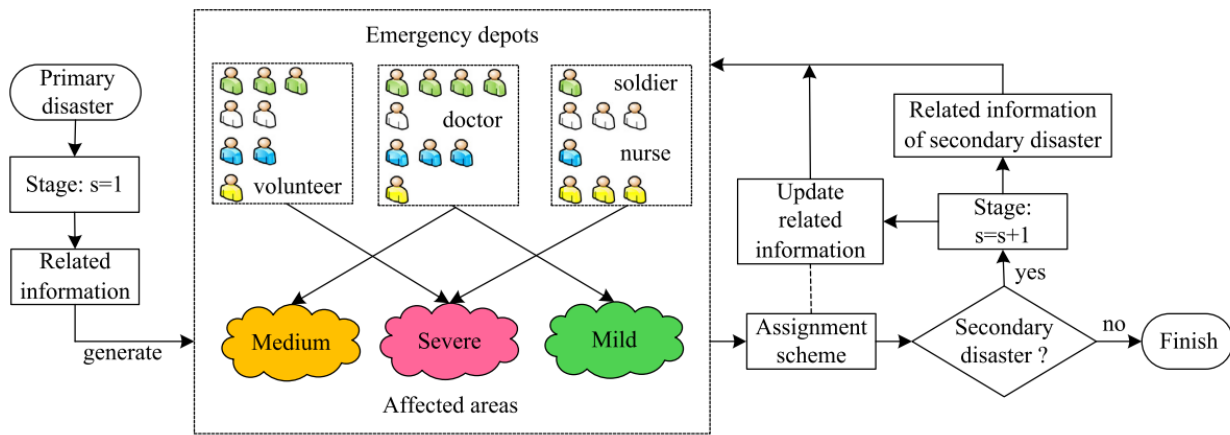 Primary
disaster
Stage: s=1
Related
information
generate
Emergency depots
volunteer
doctor
soldier
nurse
Medium
Severe
Mild
Affected areas
Assignment
scheme
Update
related
information
Related information
of secondary disaster
Stage:
s=s+1
yes
Secondary
disaster ?
no
Finish